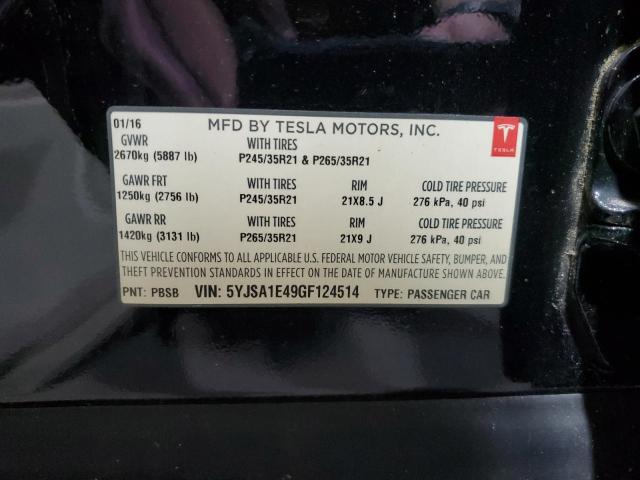 01/16 MFD BY TESLA MOTORS, INC.
GVWR WITH TIRES
2670kg (5887 lb) P245/35R21 & P265/35R21
GAWR FRT WITH TIRES RIM COLD TIRE PRESSURE
1250kg (2756 lb) P245/35R21 21X8.5 J 276 kPa, 40 psi
GAWR RR WITH TIRES RIM COLD TIRE PRESSURE
1420kg (3131 lb) P265/35R21 21X9 J 276 kPa, 40 psi
THIS VEHICLE CONFORMS TO ALL APPLICABLE U.S. FEDERAL MOTOR VEHICLE SAFETY, BUMPER, AND
THEFT PREVENTION STANDARDS IN EFFECT ON THE DATE OF MANUFACTURE SHOWN ABOVE.
PNT: PBSB VIN: 5YJSA1E49GF124514 TYPE: PASSENGER CAR
TESLA